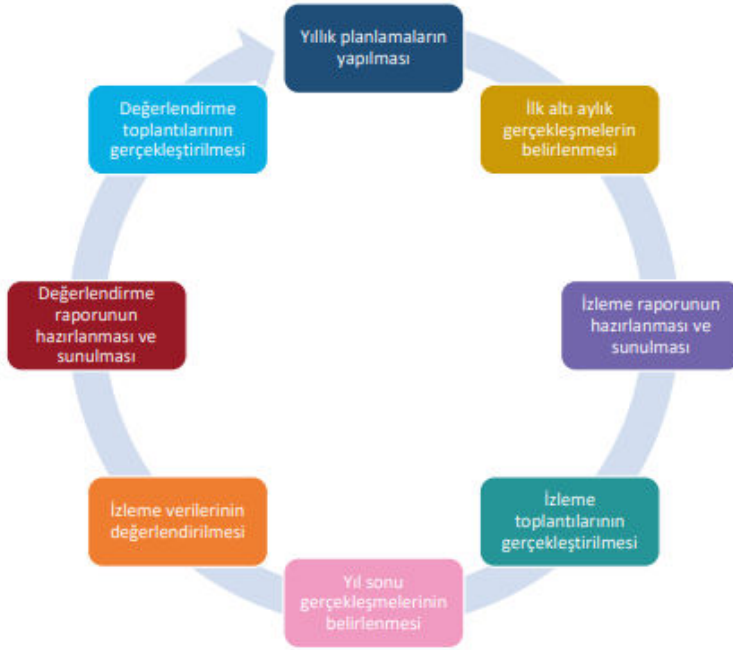 Yıllık planlamaların
yapılması
İlk altı aylık
gerçekleşmelerin
belirlenmesi
İzleme raporunun
hazırlanması ve
sunulması
İzleme
toplantılarının
gerçekleştirilmesi
Yıl sonu
gerçekleşmelerinin
belirlenmesi
İzleme verilerinin
değerlendirilmesi
Değerlendirme
raporunun
hazırlanması ve
sunulması
Değerlendirme
toplantılarının
gerçekleştirilmesi